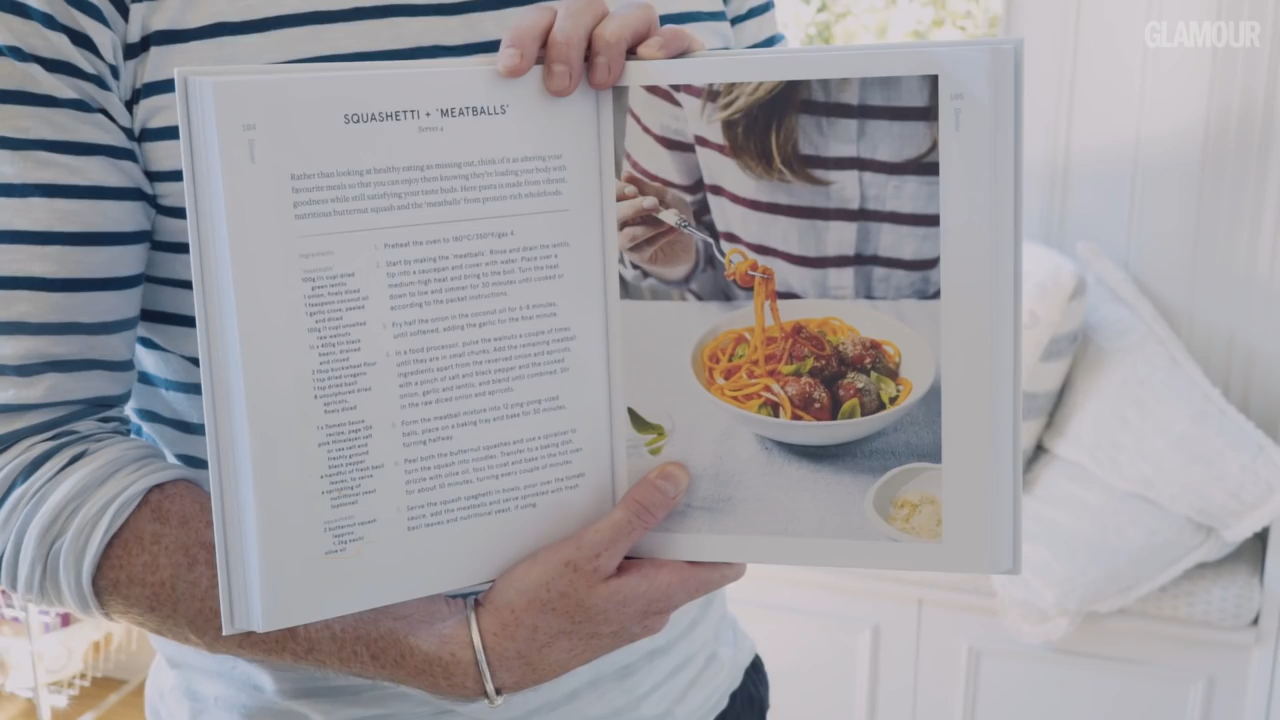 GLAMOUR
184
SQUASHETTI + 'MEATBALLS'
Serves 4
Rather than looking at healthy eating as missing out, think of it as altering your
favourite meals so that you can enjoy them knowing they're loading your body with
goodness while still satisfying your taste buds. Here pasta is made from vibrant,
nutritious butternut squash and the 'meatballs' from protein-rich wholefoods.
Ingredients
'meatballs'
100g (½ cup) dried
green lentils
1 onion, finely diced
1 teaspoon coconut oil
1 garlic clove, peeled
and diced
100g (1 cup) unsalted
raw walnuts
½ x 400g tin black
beans, drained
and rinsed
2 tbsp buckwheat flour
1 tsp dried oregano
1 tsp dried basil
8 unsulphured dried
apricots,
finely diced
1 x Tomato Sauce
recipe, page
pink Himalayan salt
or sea salt and
freshly ground
black pepper
a handful of fresh basil
leaves, to serve
a sprinkling of
nutritional yeast
(optional)
squashetti
2 butternut squash
(approx.
1.2kg each)
olive oil
1. Preheat the oven to 180°C/350°F/gas 4.
2. Start by making the 'meatballs'. Rinse and drain the lentils,
tip into a saucepan and cover with water. Place over a
medium-high heat and bring to the boil. Turn the heat
down to low and simmer for 30 minutes until cooked or
according to the packet instructions.
3. Fry half the onion in the coconut oil for 6-8 minutes,
until softened, adding the garlic for the final minute.
4. In a food processor, pulse the walnuts a couple of times
until they are in small chunks. Add the remaining meatball
ingredients apart from the reserved onion and apricots,
with a pinch of salt and black pepper and the cooked
onion, garlic and lentils, and blend until combined. Stir
in the raw diced onion and apricots.
5. Form the meatball mixture into 12 ping-pong-sized
balls, place on a baking tray and bake for 30 minutes,
turning halfway.
6. Peel both the butternut squashes and use a spiraliser to
turn the squash into noodles. Transfer to a baking dish,
drizzle with olive oil, toss to coat and bake in the hot oven
for about 10 minutes, turning every couple of minutes.
7. Serve the squash spaghetti in bowls, pour over the tomato
sauce, add the meatballs and serve sprinkled with fresh
basil leaves and nutritional yeast, if using.